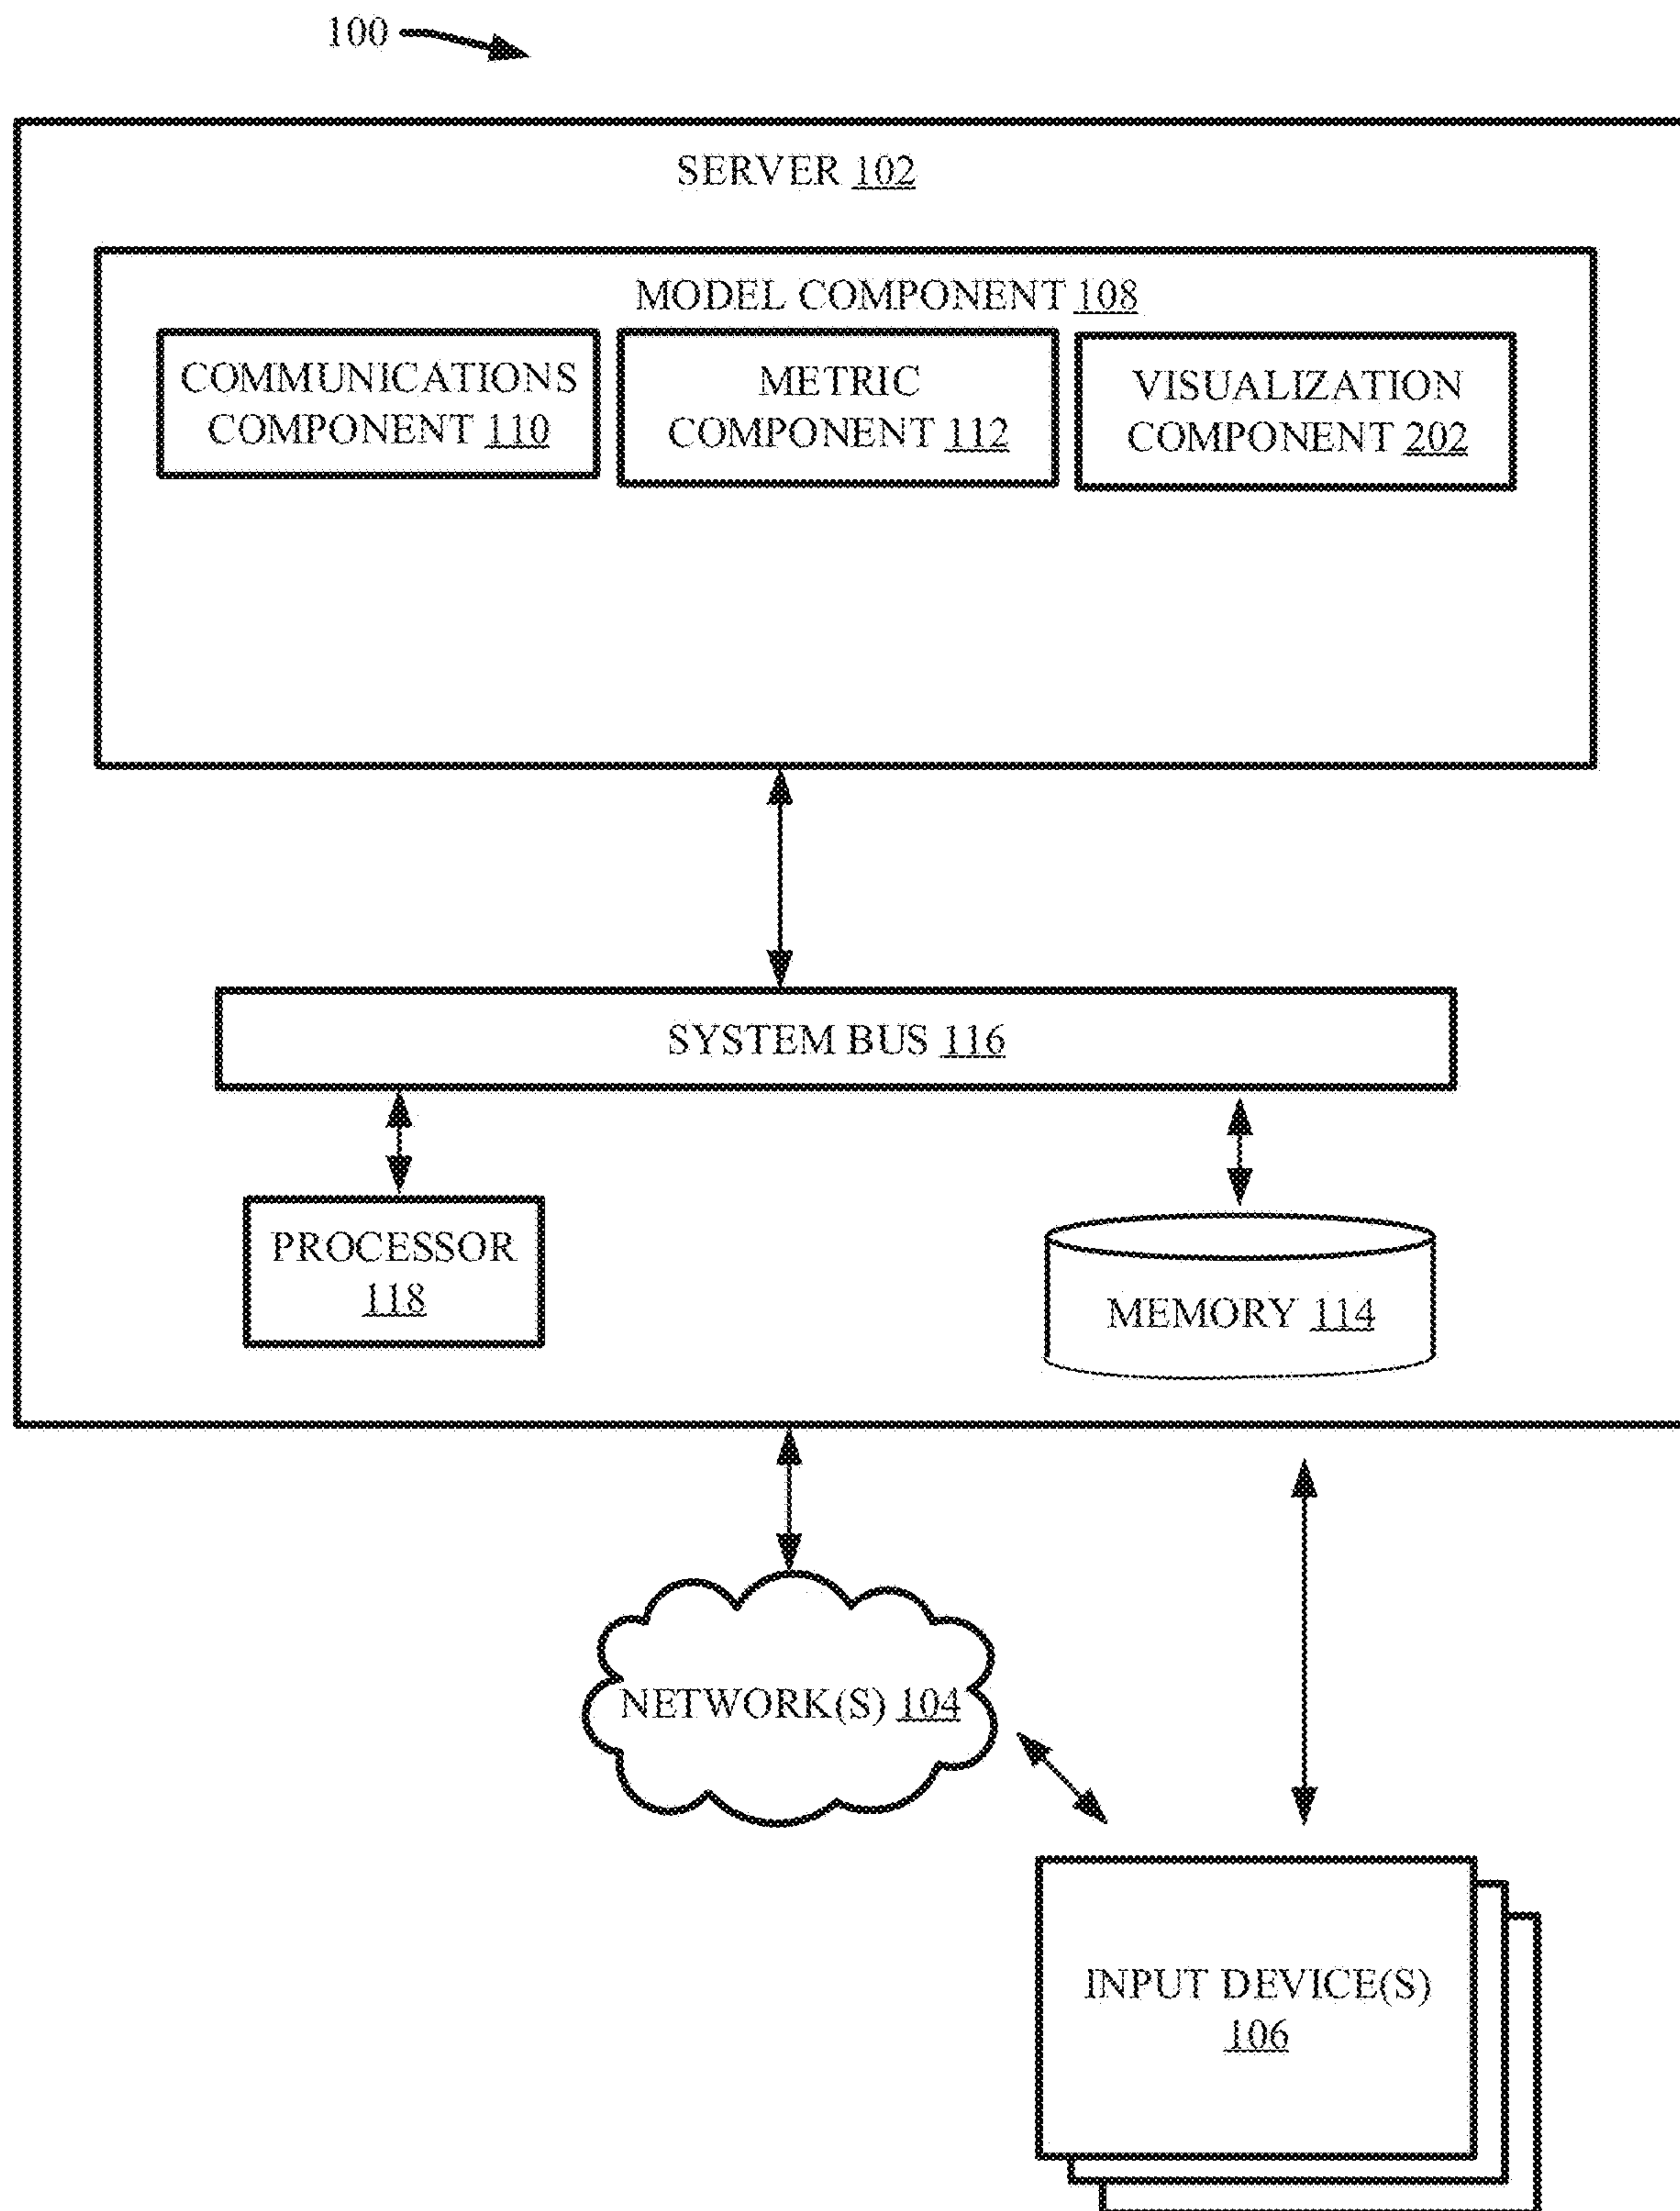 100
SERVER 102
MODEL COMPONENT 108
COMMUNICATIONS
COMPONENT 110
METRIC
COMPONENT 112
VISUALIZATION
COMPONENT 202
SYSTEM BUS 116
PROCESSOR
118
MEMORY 114
NETWORK(S) 104
INPUT DEVICE(S)
106